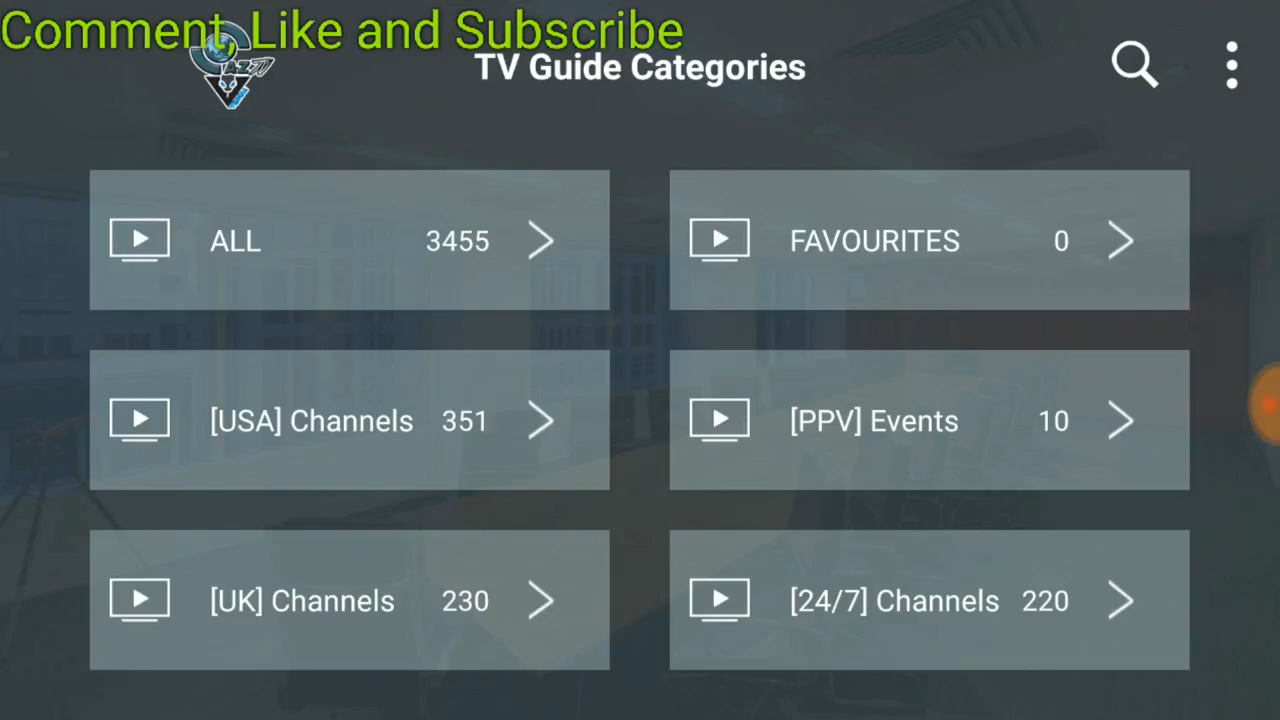 Comment, Like and Subscribe
TV Guide Categories
ALL 3455
FAVOURITES 0
[USA] Channels 351
[PPV] Events 10
[UK] Channels 230
[24/7] Channels 220